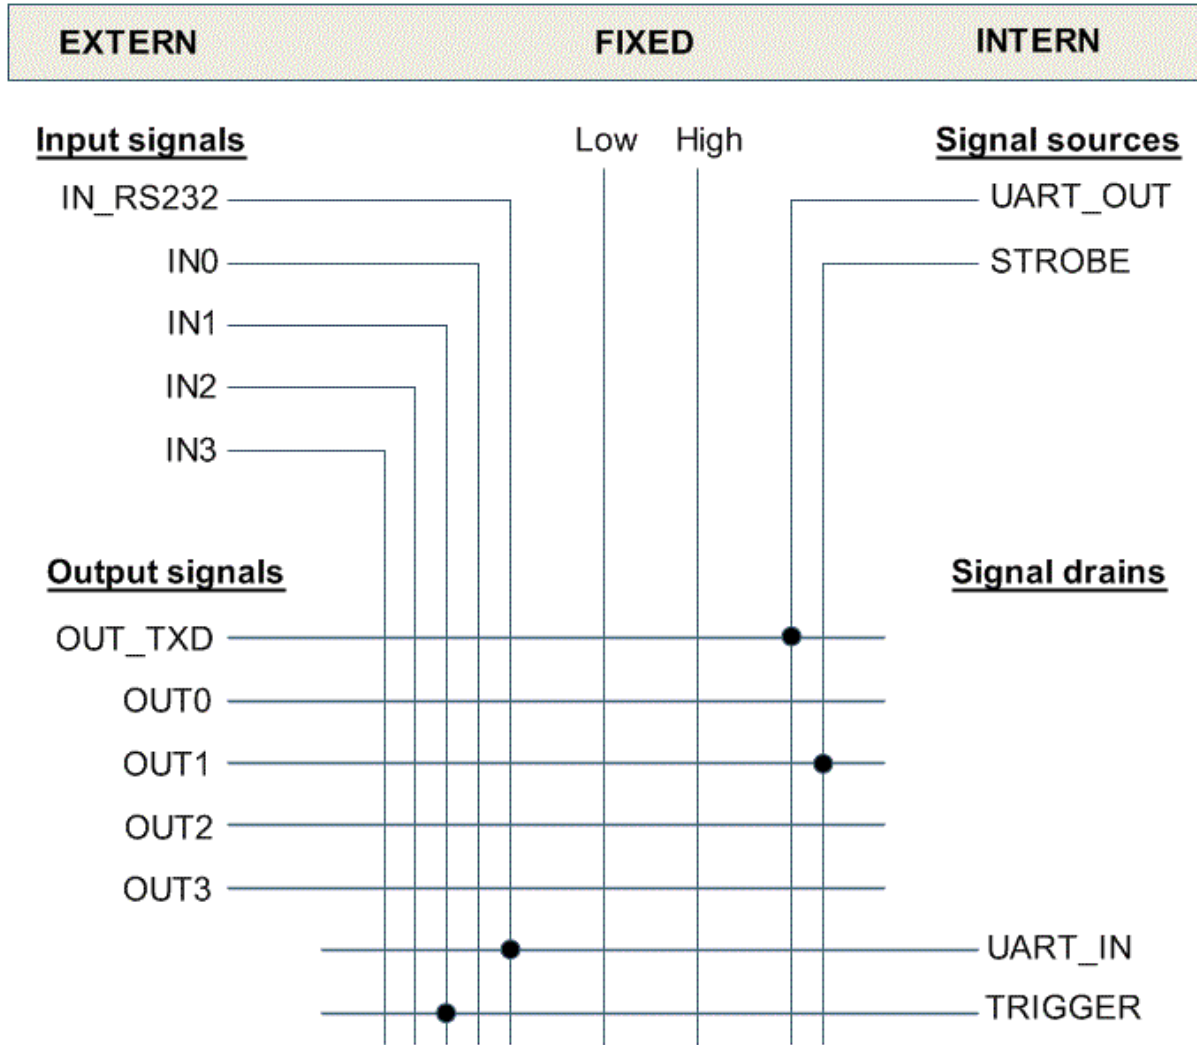 EXTERN FIXED INTERN
Input signals Low High Signal sources
IN_RS232 UART_OUT
IN0 STROBE
IN1
IN2
IN3
Output signals Signal drains
OUT_TXD
OUT0
OUT1
OUT2
OUT3
UART_IN
TRIGGER